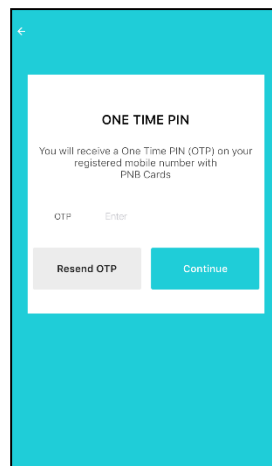 ONE TIME PIN
You will receive a One Time PIN (OTP) on your
registered mobile number with
PNB Cards
OTP Enter
Resend OTP Continue